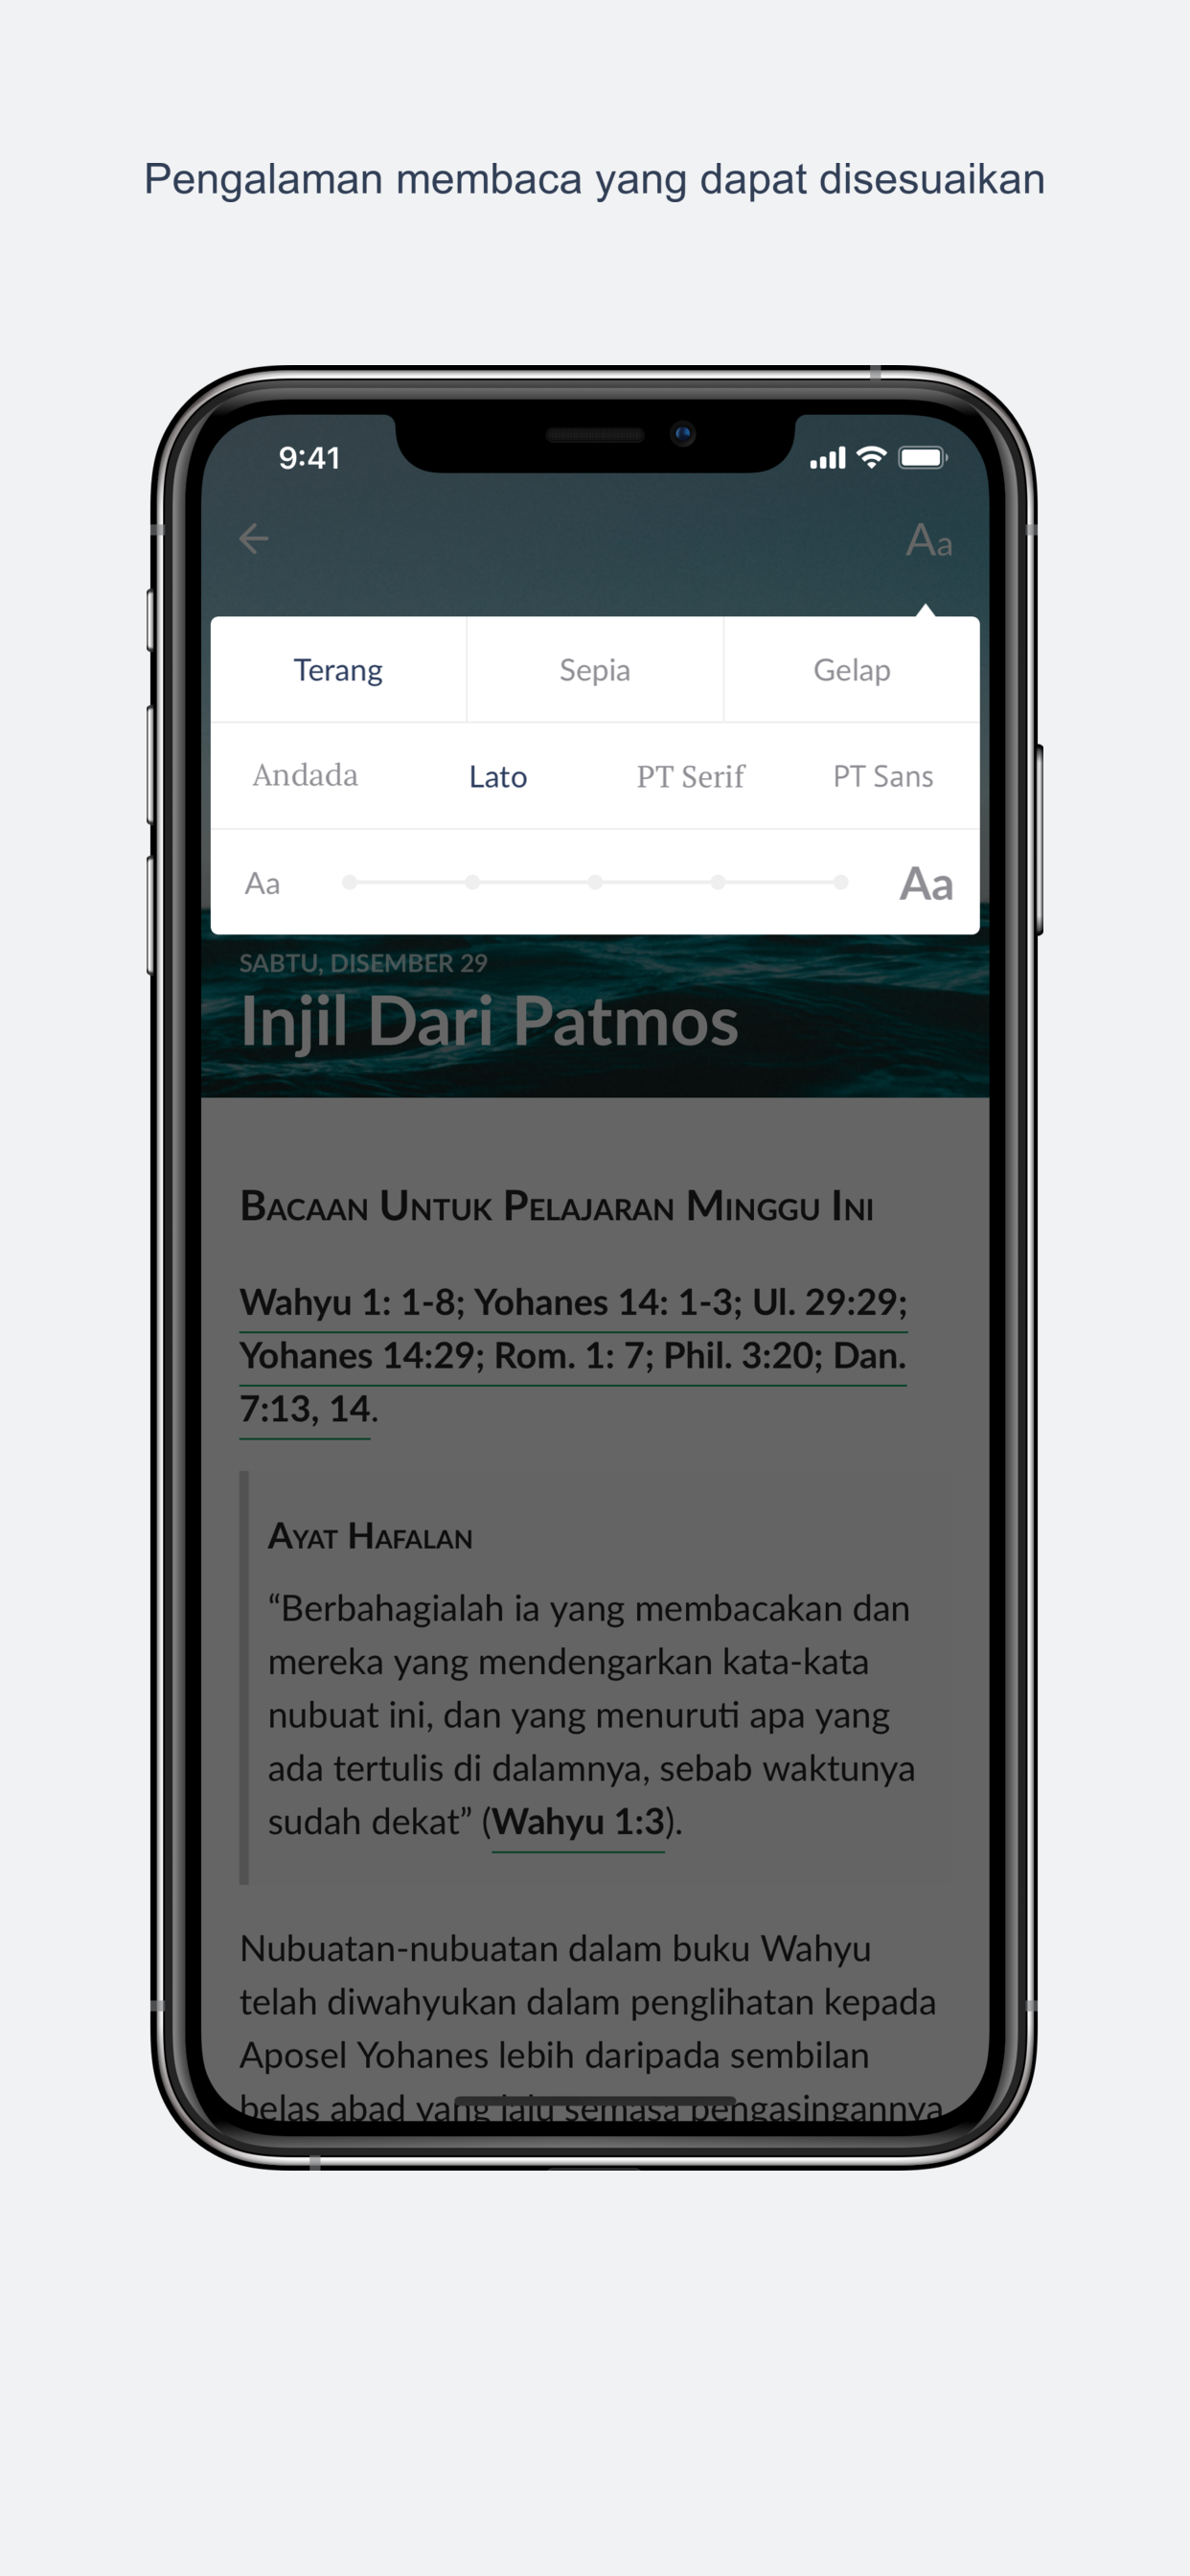 Pengalaman membaca yang dapat disesuaikan
9:41
Aa
Terang Sepia Gelap
Andada Lato PT Serif PT Sans
Aa Aa
SABTU, DISEMBER 29
Injil Dari Patmos
Bacaan Untuk Pelajaran Minggu Ini
Wahyu 1: 1-8; Yohanes 14: 1-3; Ul. 29:29;
Yohanes 14:29; Rom. 1: 7; Phil. 3:20; Dan.
7:13, 14.
Ayat Hafalan
“Berbahagialah ia yang membacakan dan
mereka yang mendengarkan kata-kata
nubuat ini, dan yang menuruti apa yang
ada tertulis di dalamnya, sebab waktunya
sudah dekat” (Wahyu 1:3).
Nubuatan-nubuatan dalam buku Wahyu
telah diwahyukan dalam penglihatan kepada
Aposel Yohanes lebih daripada sembilan
belas abad yang lalu semasa pengasingannya